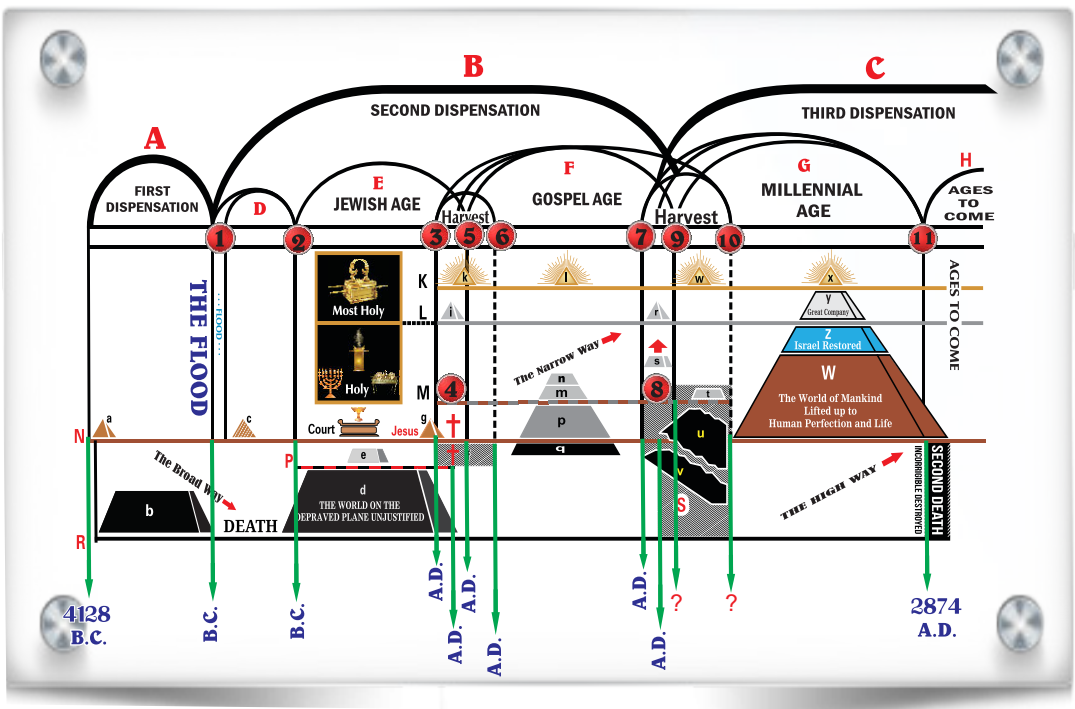 B
C
SECOND DISPENSATION
THIRD DISPENSATION
A
FIRST
DISPENSATION
D
E
JEWISH AGE
F
GOSPEL AGE
G
MILLENNIAL
AGE
H
AGES
TO
COME
Harvest
Harvest
1
2
3
5
6
7
9
10
11
THE FLOOD
...FLOOD...
Most Holy
Holy
K
L
M
k
l
w
x
i
r
s
y
Great Company
Z
Israel Restored
W
The World of Mankind
Lifted up to
Human Perfection and Life
AGES TO COME
The Narrow Way
4
8
n
m
p
q
t
u
v
S
N
a
c
Court
Jesus
g
P
e
The Broad Way
b
DEATH
d
THE WORLD ON THE
DEPRAVED PLANE UNJUSTIFIED
THE HIGH WAY
SECOND DEATH
INCORRIGIBLE DESTROYED
R
4128
B.C.
B.C.
B.C.
A.D.
A.D.
A.D.
A.D.
A.D.
A.D.
?
?
2874
A.D.